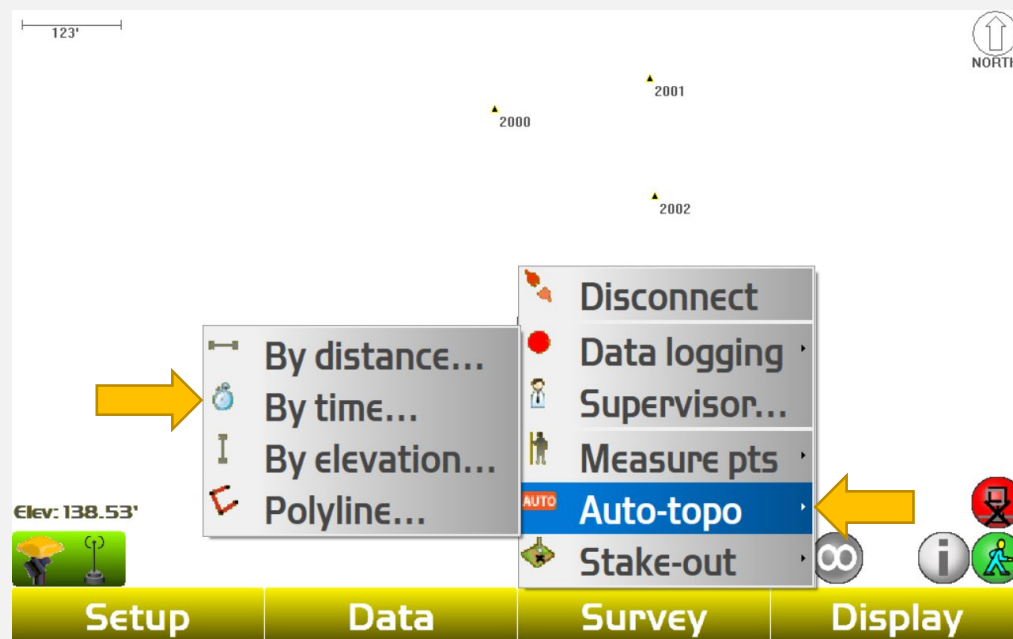 123'
NORTH
2001
2000
2002
Disconnect
Data logging
Supervisor...
Measure pts
AUTO Auto-topo
Stake-out
By distance...
By time...
By elevation...
Polyline...
Elev: 138.53'
i
Setup Data Survey Display